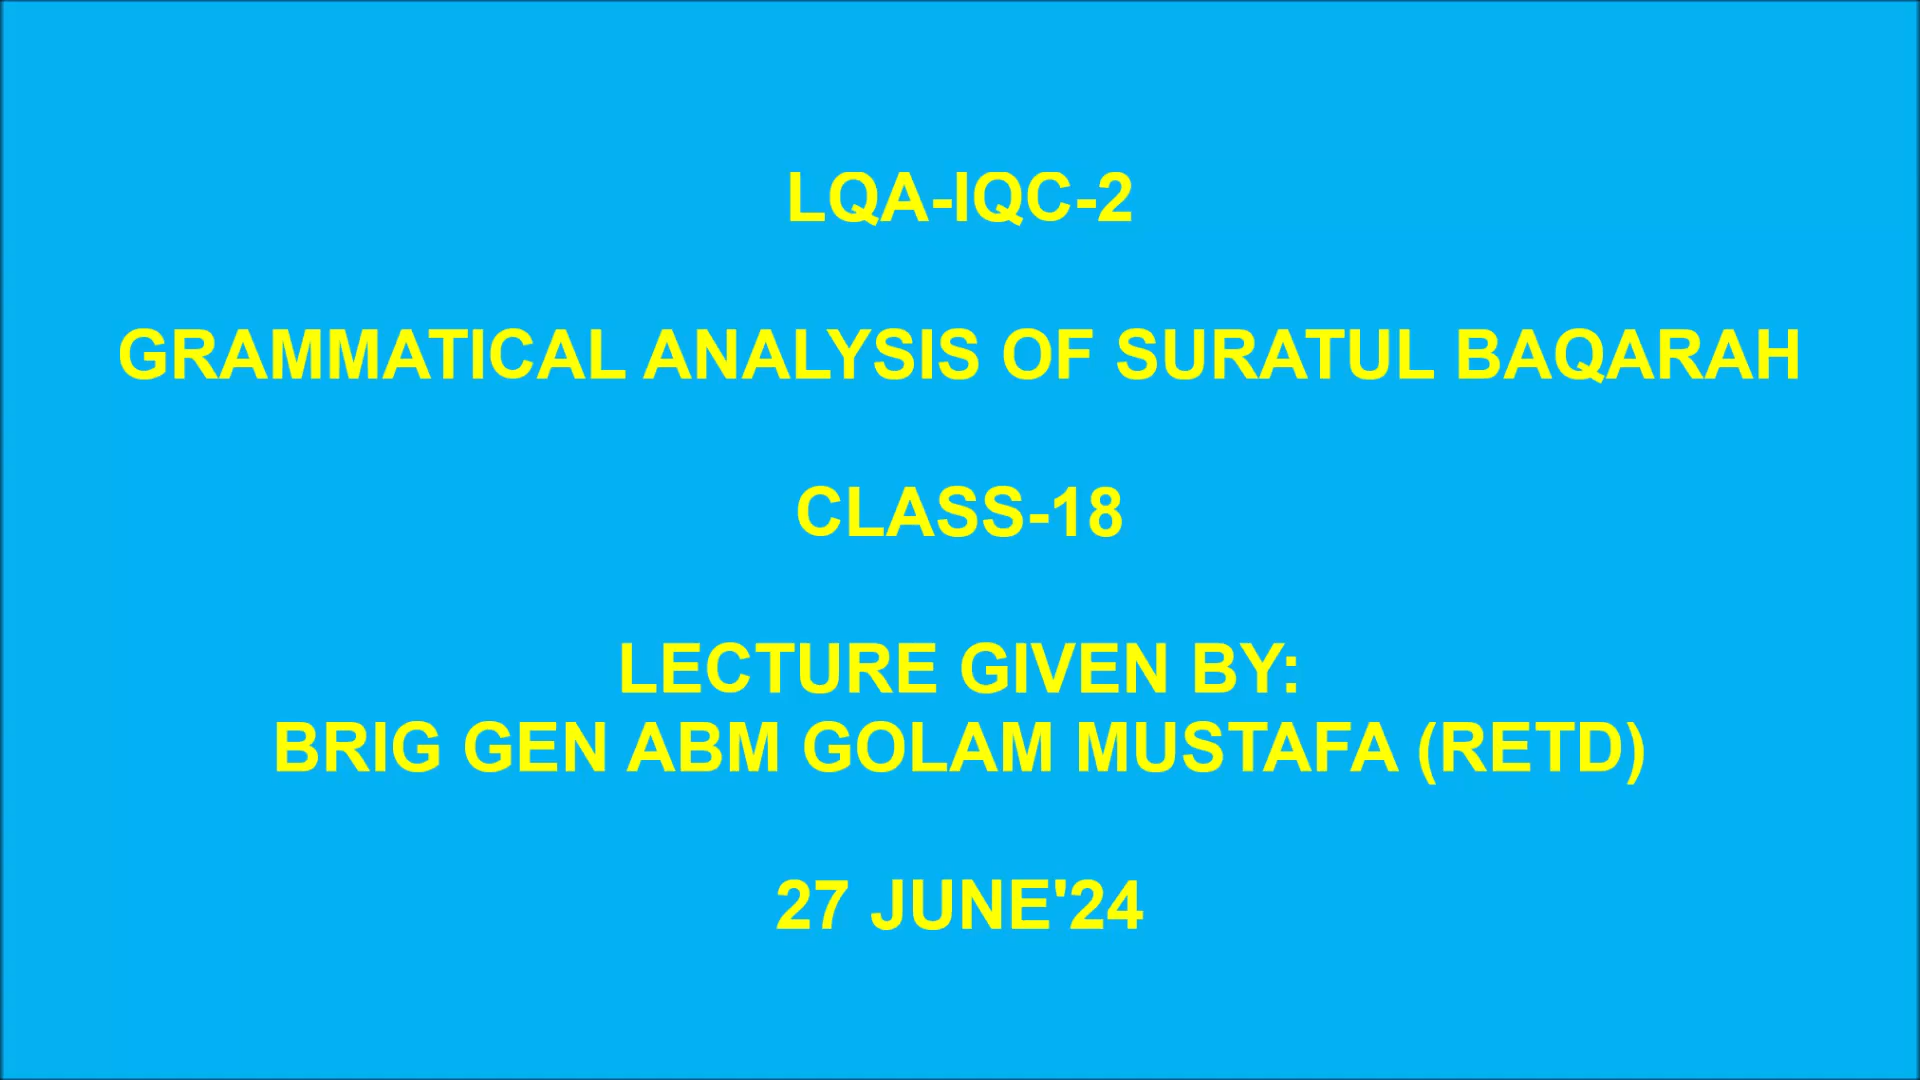 LQA-IQC-2
GRAMMATICAL ANALYSIS OF SURATUL BAQARAH
CLASS-18
LECTURE GIVEN BY:
BRIG GEN ABM GOLAM MUSTAFA (RETD)
27 JUNE'24